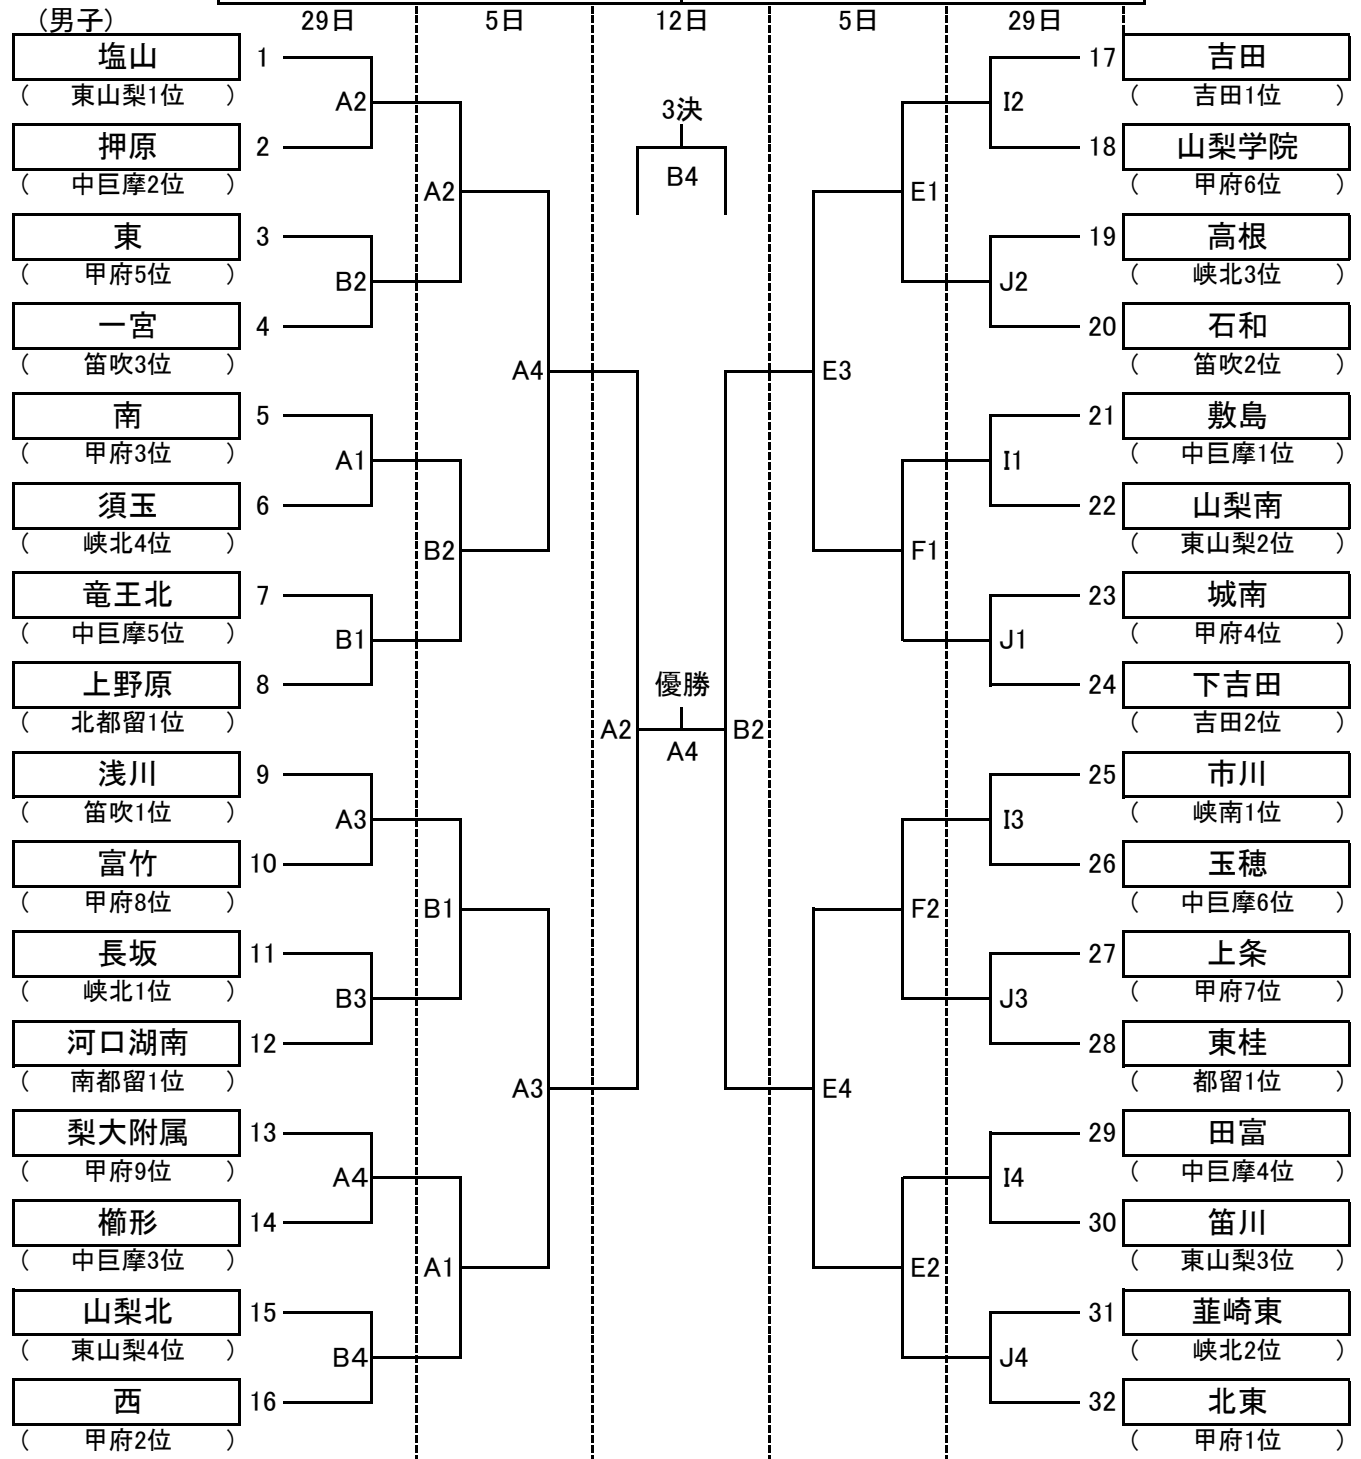 （男子）
29日 5日 12日 5日 29日
塩山 1
（ 東山梨1位 ）
A2
押原 2
（ 中巨摩2位 ）
A2
東 3
（ 甲府5位 ）
B2
一宮 4
（ 笛吹3位 ）
A4
南 5
（ 甲府3位 ）
A1
須玉 6
（ 峡北4位 ）
B2
竜王北 7
（ 中巨摩5位 ）
B1
上野原 8
（ 北都留1位 ）
A2
浅川 9
（ 笛吹1位 ）
A3
富竹 10
（ 甲府8位 ）
B1
長坂 11
（ 峡北1位 ）
B3
河口湖南 12
（ 南都留1位 ）
A3
梨大附属 13
（ 甲府9位 ）
A4
櫛形 14
（ 中巨摩3位 ）
A1
山梨北 15
（ 東山梨4位 ）
B4
西 16
（ 甲府2位 ）
3決
B4
優勝
A4
17 吉田
（ 吉田1位 ）
I2
18 山梨学院
（ 甲府6位 ）
E1
19 高根
（ 峡北3位 ）
J2
20 石和
（ 笛吹2位 ）
E3
21 敷島
（ 中巨摩1位 ）
I1
22 山梨南
（ 東山梨2位 ）
F1
23 城南
（ 甲府4位 ）
J1
24 下吉田
（ 吉田2位 ）
B2
25 市川
（ 峡南1位 ）
I3
26 玉穂
（ 中巨摩6位 ）
F2
27 上条
（ 甲府7位 ）
J3
28 東桂
（ 都留1位 ）
E4
29 田富
（ 中巨摩4位 ）
I4
30 笛川
（ 東山梨3位 ）
E2
31 韮崎東
（ 峡北2位 ）
J4
32 北東
（ 甲府1位 ）